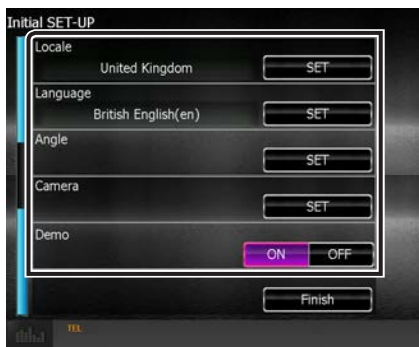 Initial SET-UP
Locale
United Kingdom SET
Language
British English(en) SET
Angle
SET
Camera
SET
Demo
ON OFF
Finish
TEL